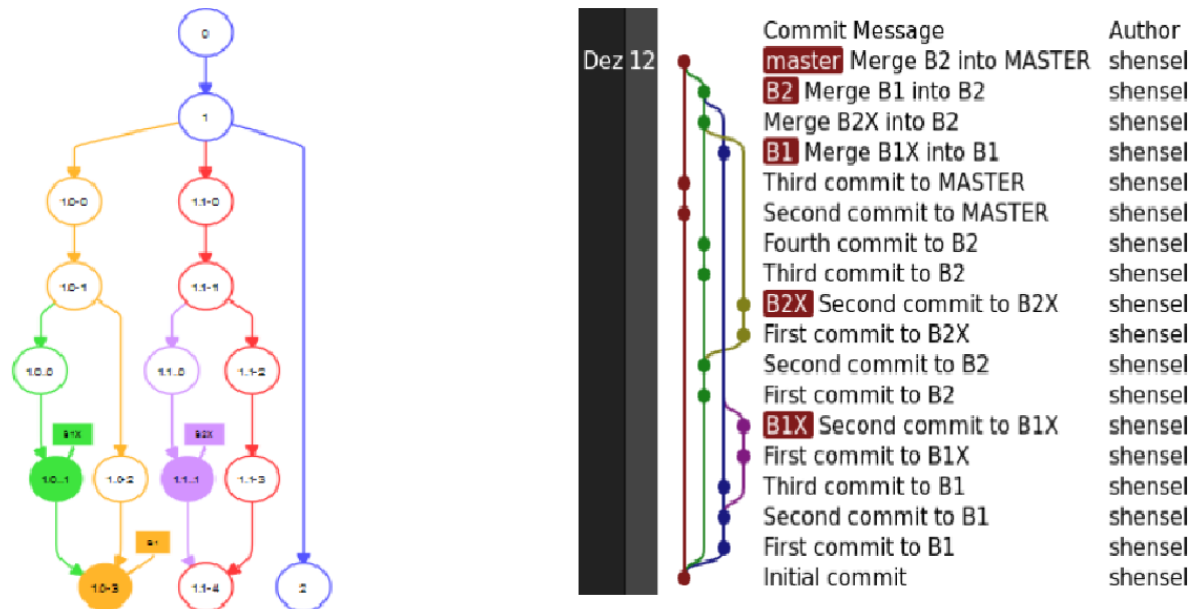 0
1
1.0-0
1.1-0
1.0-1
1.1-1
1.0..0
1.1..0
1.1-2
B1X
B2X
1.0..1
1.0-2
1.1..1
1.1-3
B1
1.0-3
1.1-4
2
Commit Message Author
Dez 12 master Merge B2 into MASTER shensel
B2 Merge B1 into B2 shensel
Merge B2X into B2 shensel
B1 Merge B1X into B1 shensel
Third commit to MASTER shensel
Second commit to MASTER shensel
Fourth commit to B2 shensel
Third commit to B2 shensel
B2X Second commit to B2X shensel
First commit to B2X shensel
Second commit to B2 shensel
First commit to B2 shensel
B1X Second commit to B1X shensel
First commit to B1X shensel
Third commit to B1 shensel
Second commit to B1 shensel
First commit to B1 shensel
Initial commit shensel